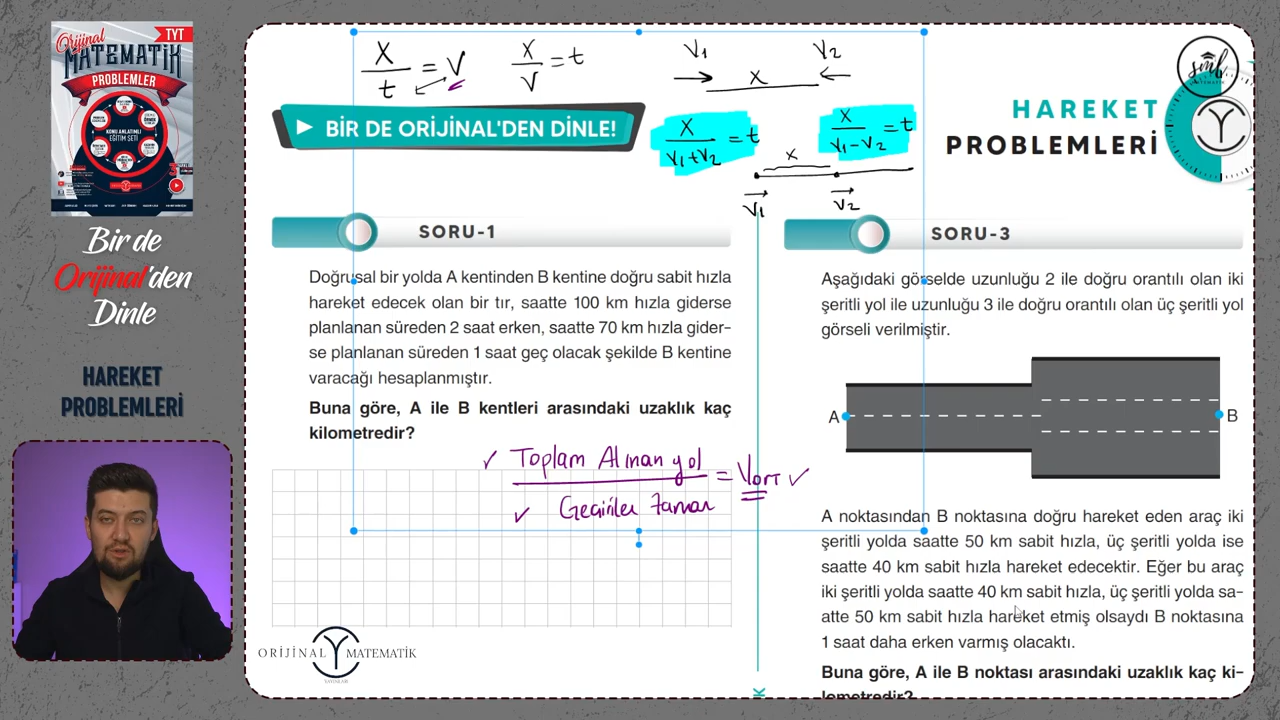 TYT
Orijinal
MATEMATİK
PROBLEMLER
KONU ANLATIMLI
EĞİTİM SETİ
Bir de
Orijinal'den
Dinle
HAREKET
PROBLEMLERİ
X/t = V
X/V = t
V1
V2
X
X/(V1+V2) = t
X/(V1-V2) = t
X
V1
V2
BİR DE ORİJİNAL'DEN DİNLE!
HAREKET
PROBLEMLERİ
SORU-1
Doğrusal bir yolda A kentinden B kentine doğru sabit hızla
hareket edecek olan bir tır, saatte 100 km hızla giderse
planlanan süreden 2 saat erken, saatte 70 km hızla gider-
se planlanan süreden 1 saat geç olacak şekilde B kentine
varacağı hesaplanmıştır.
Buna göre, A ile B kentleri arasındaki uzaklık kaç
kilometredir?
✓ Toplam Alınan yol
= Vort ✓
✓ Geçirilen zaman
ORİJİNAL MATEMATİK
YAYINLARI
SORU-3
Aşağıdaki görselde uzunluğu 2 ile doğru orantılı olan iki
şeritli yol ile uzunluğu 3 ile doğru orantılı olan üç şeritli yol
görseli verilmiştir.
A
B
A noktasından B noktasına doğru hareket eden araç iki
şeritli yolda saatte 50 km sabit hızla, üç şeritli yolda ise
saatte 40 km sabit hızla hareket edecektir. Eğer bu araç
iki şeritli yolda saatte 40 km sabit hızla, üç şeritli yolda sa-
atte 50 km sabit hızla hareket etmiş olsaydı B noktasına
1 saat daha erken varmış olacaktı.
Buna göre, A ile B noktası arasındaki uzaklık kaç ki-
lometredir?
K